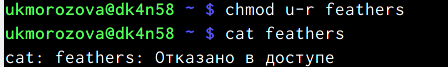 ukmorozova@dk4n58 ~ $ chmod u-r feathers
ukmorozova@dk4n58 ~ $ cat feathers
cat: feathers: Отказано в доступе